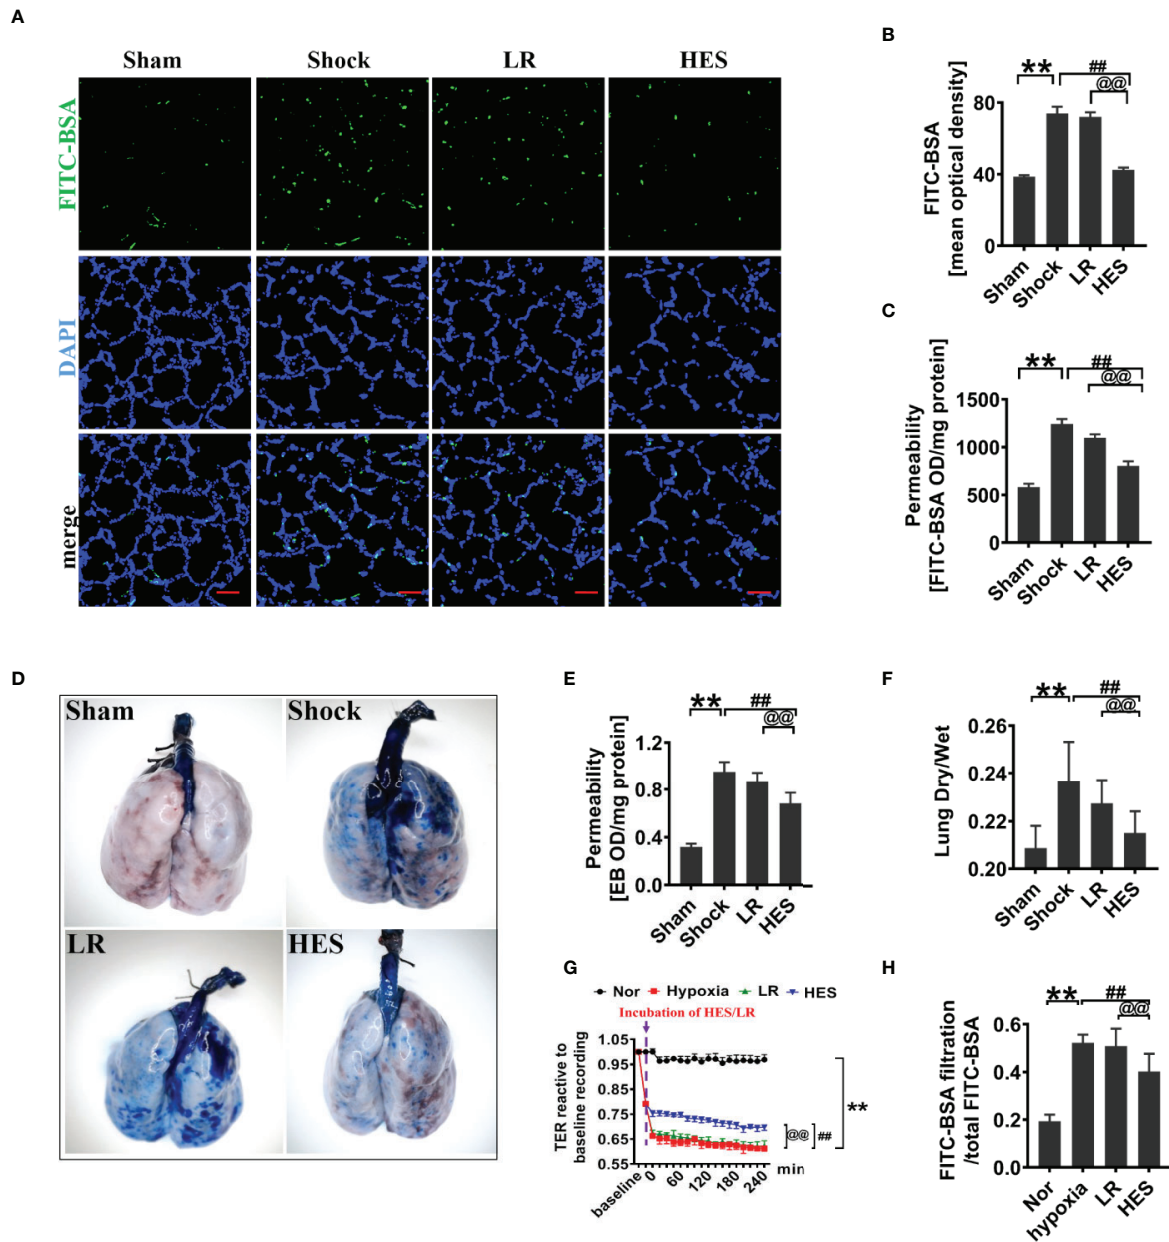 A
Sham Shock LR HES
FITC-BSA
DAPI
merge
B
** ## @@
FITC-BSA
[mean optical density]
80
40
0
Sham Shock LR HES
C
** ## @@
Permeability
[FITC-BSA OD/mg protein]
1500
1000
500
0
Sham Shock LR HES
D
Sham Shock
LR HES
E
** ## @@
Permeability
[EB OD/mg protein]
1.2
0.8
0.4
0.0
Sham Shock LR HES
F
** ## @@
Lung Dry/Wet
0.26
0.24
0.22
0.20
Sham Shock LR HES
G
Nor Hypoxia LR HES
Incubation of HES/LR
TER reactive to
baseline recording
1.05
0.95
0.85
0.75
0.65
0.55
@@ ## **
baseline 0 60 120 180 240 min
H
** ## @@
FITC-BSA filtration
/total FITC-BSA
0.6
0.4
0.2
0.0
Nor hypoxia LR HES